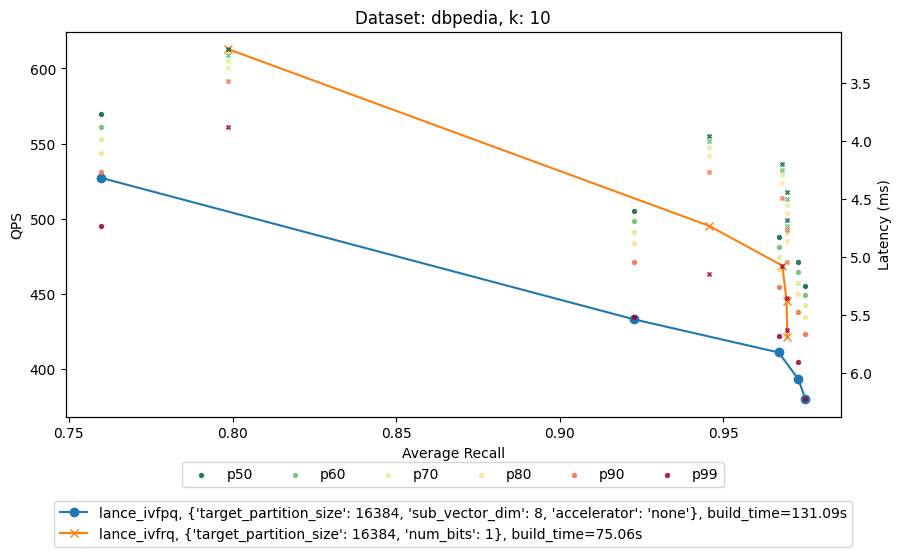 Dataset: dbpedia, k: 10
600
550
500
450
400
QPS
3.5
4.0
4.5
5.0
5.5
6.0
Latency (ms)
0.75 0.80 0.85 0.90 0.95
Average Recall
p50 p60 p70 p80 p90 p99
lance_ivfpq, {'target_partition_size': 16384, 'sub_vector_dim': 8, 'accelerator': 'none'}, build_time=131.09s
lance_ivfrq, {'target_partition_size': 16384, 'num_bits': 1}, build_time=75.06s